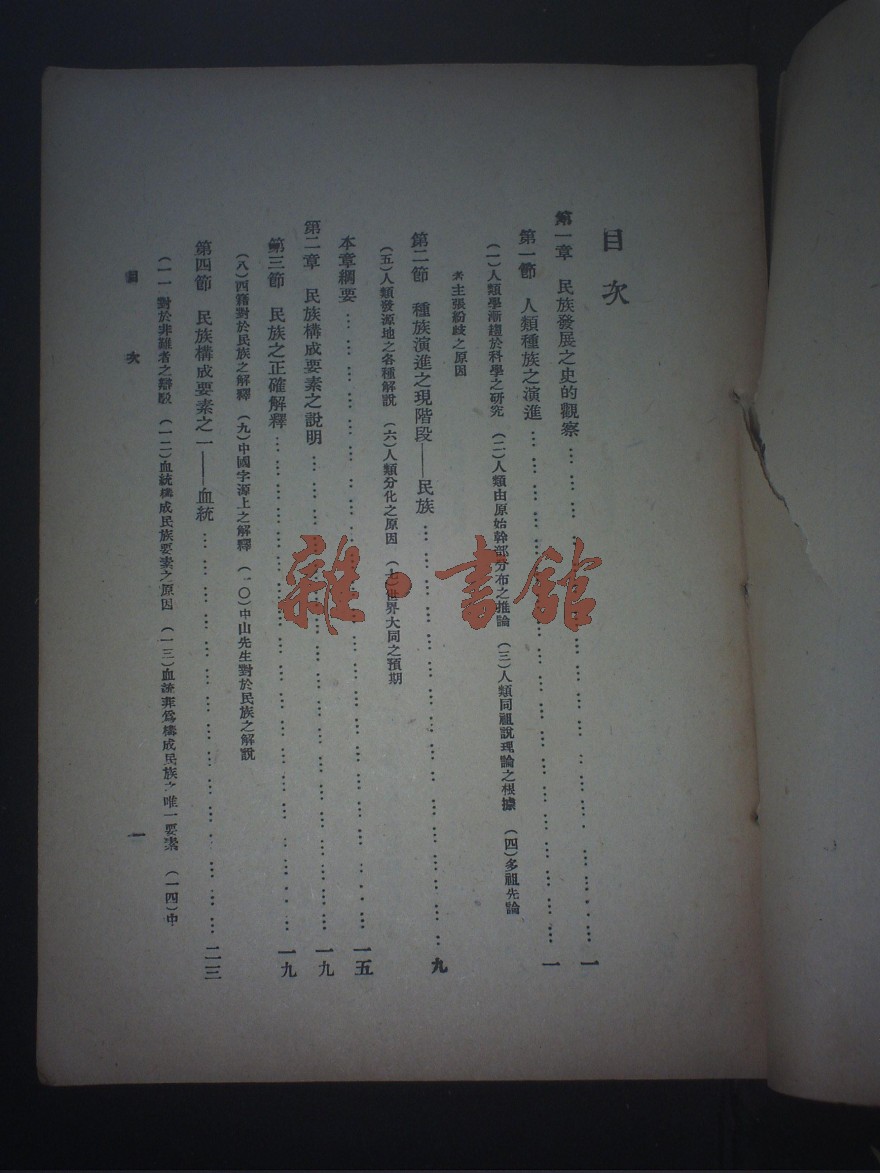 目次
第一章　民族發展之史的觀察……………………一
第一節　人類種族之演進……………………一
（一）人類學漸趨於科學之研究　（二）人類由原始幹部分布之推論　（三）人類同祖說理論之根據　（四）多祖先論
者主張紛歧之原因
第二節　種族演進之現階段——民族……………………九
（五）人類發源地之各種解說　（六）人類分化之原因　（七）世界大同之預期
本章綱要……………………一五
第二章　民族構成要素之說明……………………一九
第三節　民族之正確解釋……………………一九
（八）西籍對於民族之解釋　（九）中國字源上之解釋　（一〇）中山先生對於民族之解說
第四節　民族構成要素之一——血統……………………二三
（一一）對於非難者之辯駁　（一二）血統構成民族要素之原因　（一三）血統非爲構成民族之唯一要素　（一四）中
目次　一
雜·書館